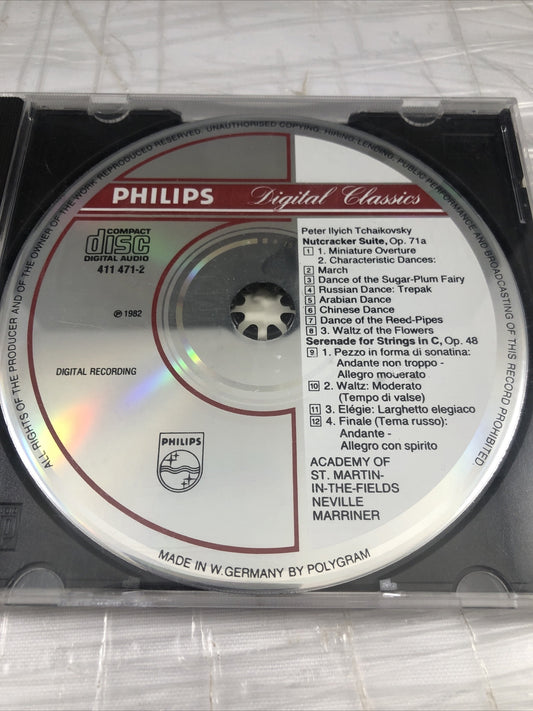 ALL RIGHTS OF THE PRODUCER AND OF THE OWNER OF THE WORK REPRODUCED RESERVED. UNAUTHORISED COPYING, HIRING, LENDING, PUBLIC PERFORMANCE AND BROADCASTING OF THIS RECORD PROHIBITED
PHILIPS Digital Classics
COMPACT
disc
DIGITAL AUDIO
411 471-2
℗ 1982
DIGITAL RECORDING
PHILIPS
Peter Ilyich Tchaikovsky
Nutcracker Suite, Op. 71a
1 1. Miniature Overture
2. Characteristic Dances:
2 March
3 Dance of the Sugar-Plum Fairy
4 Russian Dance: Trepak
5 Arabian Dance
6 Chinese Dance
7 Dance of the Reed-Pipes
8 3. Waltz of the Flowers
Serenade for Strings in C, Op. 48
9 1. Pezzo in forma di sonatina:
Andante non troppo -
Allegro moderato
10 2. Waltz: Moderato
(Tempo di valse)
11 3. Elégie: Larghetto elegiaco
12 4. Finale (Tema russo):
Andante -
Allegro con spirito
ACADEMY OF
ST. MARTIN-
IN-THE-FIELDS
NEVILLE
MARRINER
MADE IN W. GERMANY BY POLYGRAM